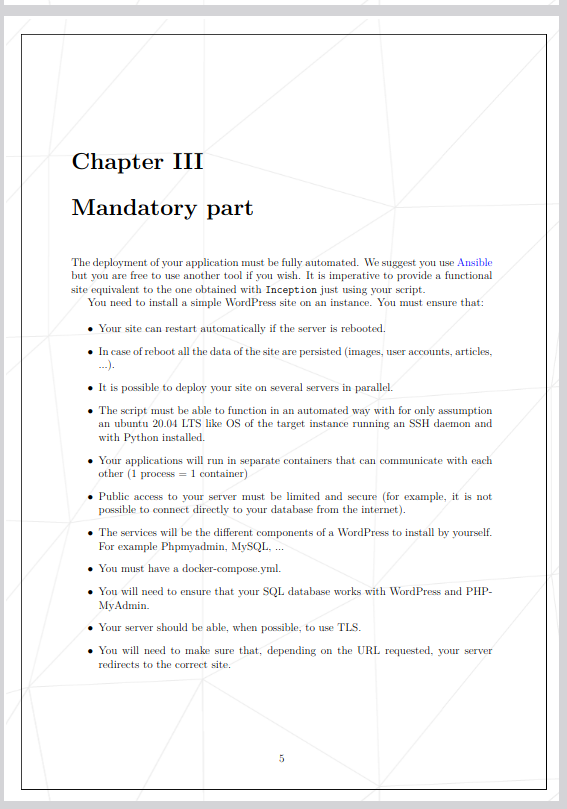 Chapter III
Mandatory part
The deployment of your application must be fully automated. We suggest you use Ansible
but you are free to use another tool if you wish. It is imperative to provide a functional
site equivalent to the one obtained with Inception just using your script.
You need to install a simple WordPress site on an instance. You must ensure that:
• Your site can restart automatically if the server is rebooted.
• In case of reboot all the data of the site are persisted (images, user accounts, articles,
...).
• It is possible to deploy your site on several servers in parallel.
• The script must be able to function in an automated way with for only assumption
an ubuntu 20.04 LTS like OS of the target instance running an SSH daemon and
with Python installed.
• Your applications will run in separate containers that can communicate with each
other (1 process = 1 container)
• Public access to your server must be limited and secure (for example, it is not
possible to connect directly to your database from the internet).
• The services will be the different components of a WordPress to install by yourself.
For example Phpmyadmin, MySQL, ...
• You must have a docker-compose.yml.
• You will need to ensure that your SQL database works with WordPress and PHP-
MyAdmin.
• Your server should be able, when possible, to use TLS.
• You will need to make sure that, depending on the URL requested, your server
redirects to the correct site.
5